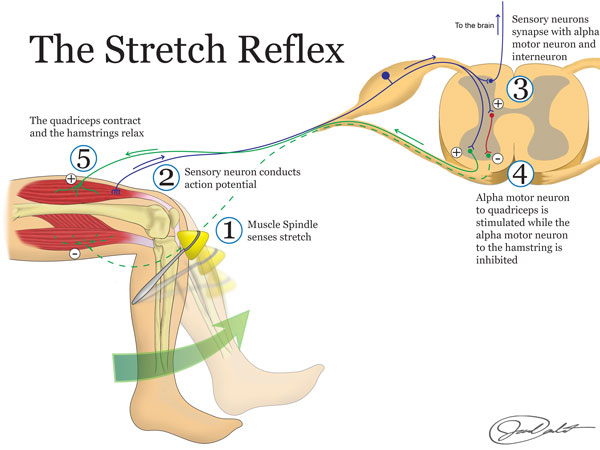 The Stretch Reflex
To the brain
Sensory neurons
synapse with alpha
motor neuron and
interneuron
3
+
+
-
4
Alpha motor neuron
to quadriceps is
stimulated while the
alpha motor neuron
to the hamstring is
inhibited
The quadriceps contract
and the hamstrings relax
5
+
2
Sensory neuron conducts
action potential
1
Muscle Spindle
senses stretch
-